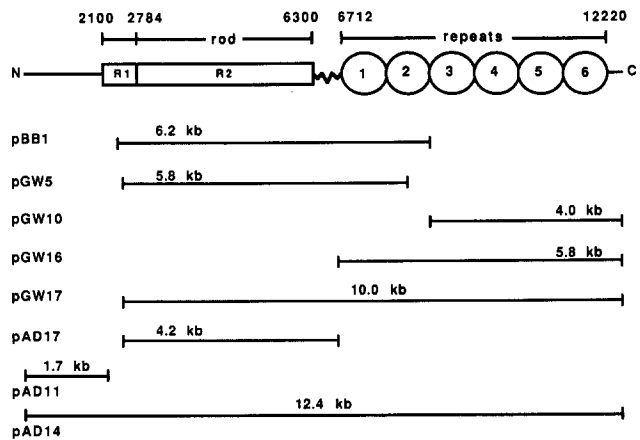 2100 2784 6300 6712 12220
rod repeats
N R1 R2 1 2 3 4 5 6 C
pBB1 6.2 kb
pGW5 5.8 kb
pGW10 4.0 kb
pGW16 5.8 kb
pGW17 10.0 kb
pAD17 4.2 kb
1.7 kb
pAD11
12.4 kb
pAD14